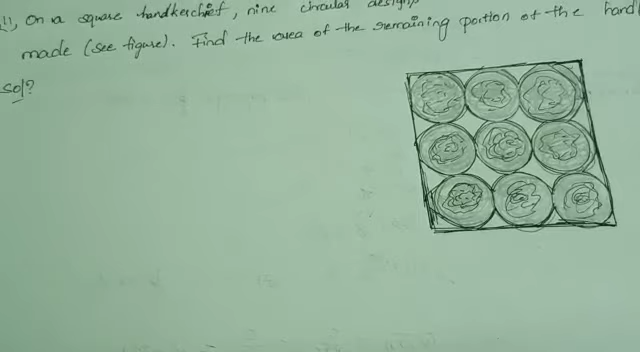 11, On a square handkerchief, nine circular designs
made (see figure). Find the area of the remaining portion of the
sol?